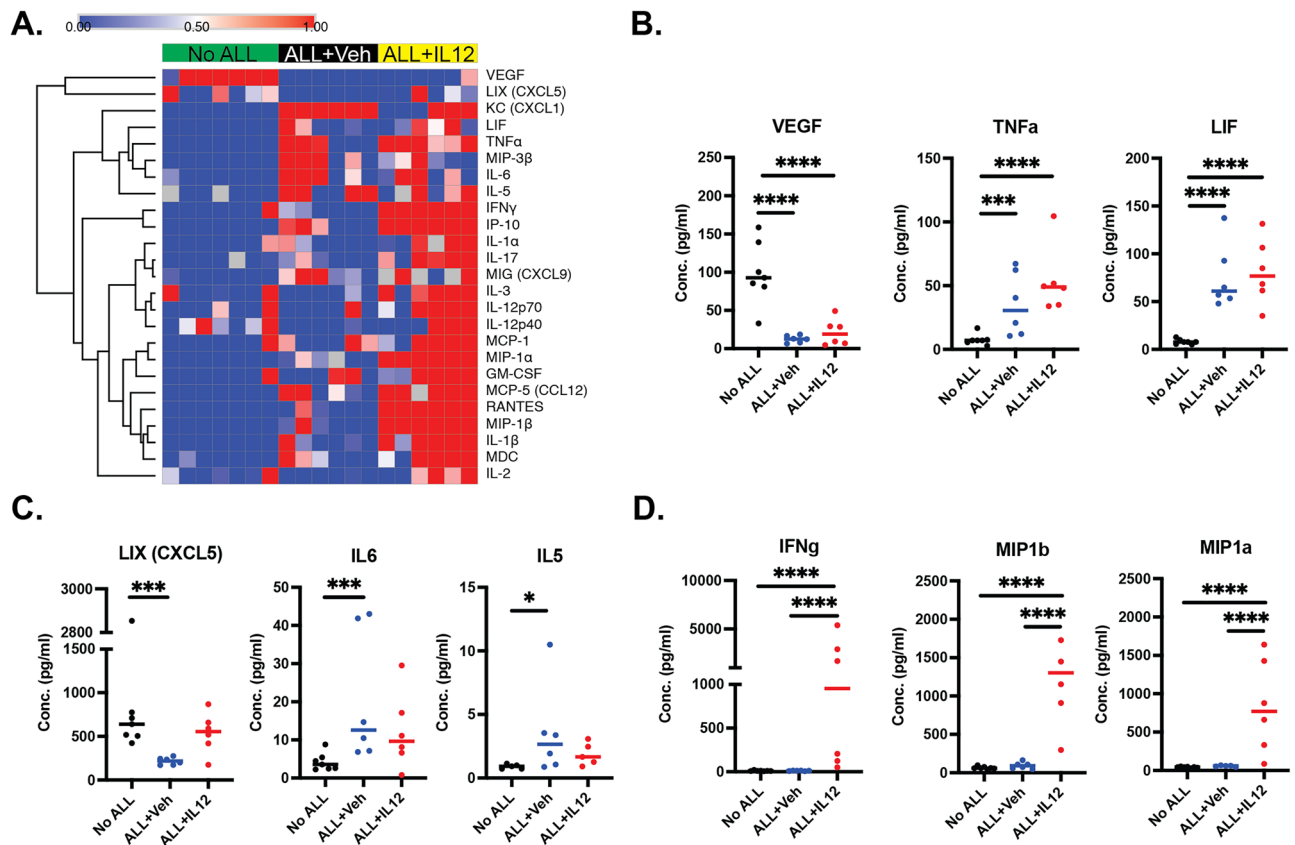 A.
0.00 0.50 1.00
No ALL ALL+Veh ALL+IL12
VEGF
LIX (CXCL5)
KC (CXCL1)
LIF
TNFα
MIP-3β
IL-6
IL-5
IFNγ
IP-10
IL-1α
IL-17
MIG (CXCL9)
IL-3
IL-12p70
IL-12p40
MCP-1
MIP-1α
GM-CSF
MCP-5 (CCL12)
RANTES
MIP-1β
IL-1β
MDC
IL-2
B.
VEGF
Conc. (pg/ml)
250
200
150
100
50
0
****
****
No ALL
ALL+Veh
ALL+IL12
TNFa
Conc. (pg/ml)
150
100
50
0
****
***
No ALL
ALL+Veh
ALL+IL12
LIF
Conc. (pg/ml)
200
150
100
50
0
****
****
No ALL
ALL+Veh
ALL+IL12
C.
LIX (CXCL5)
Conc. (pg/ml)
3000
2800
1500
1000
500
0
***
No ALL
ALL+Veh
ALL+IL12
IL6
Conc. (pg/ml)
50
40
30
20
10
0
***
No ALL
ALL+Veh
ALL+IL12
IL5
Conc. (pg/ml)
15
10
5
0
*
No ALL
ALL+Veh
ALL+IL12
D.
IFNg
Conc. (pg/ml)
10000
5000
1000
500
0
****
****
No ALL
ALL+Veh
ALL+IL12
MIP1b
Conc. (pg/ml)
2500
2000
1500
1000
500
0
****
****
No ALL
ALL+Veh
ALL+IL12
MIP1a
Conc. (pg/ml)
2500
2000
1500
1000
500
0
****
****
No ALL
ALL+Veh
ALL+IL12